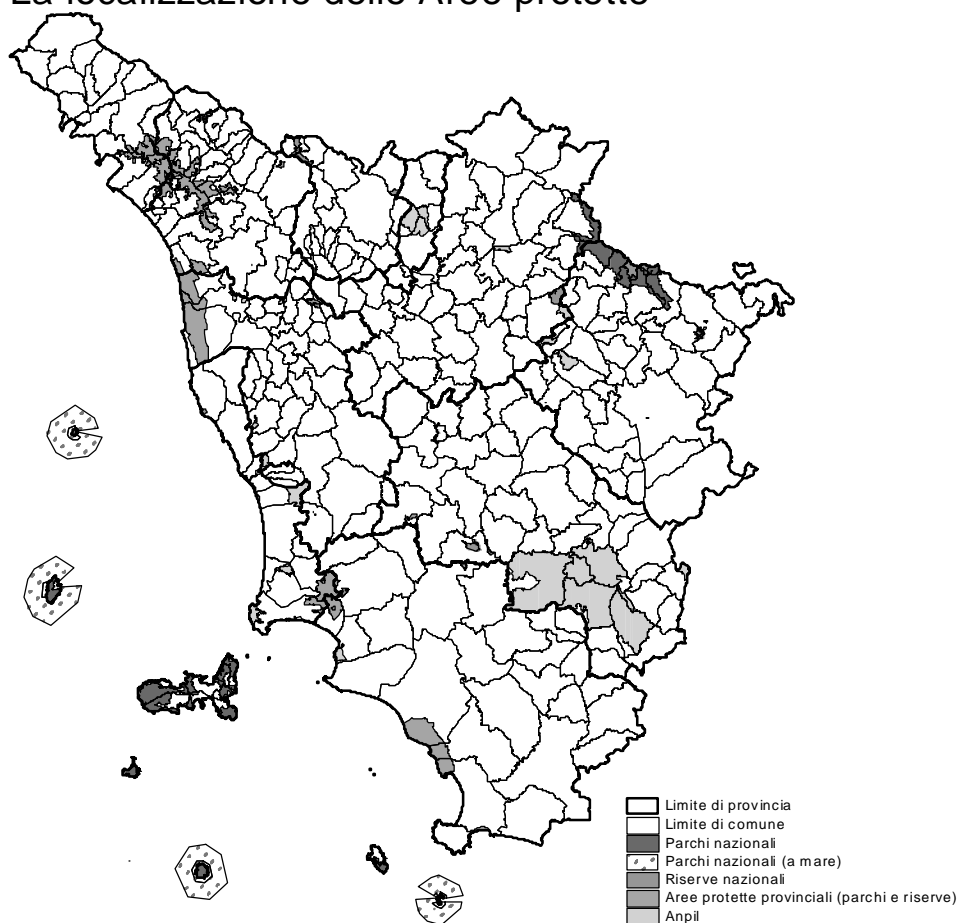 La localizzazione delle Aree protette
Limite di provincia
Limite di comune
Parchi nazionali
Parchi nazionali (a mare)
Riserve nazionali
Aree protette provinciali (parchi e riserve)
Anpil